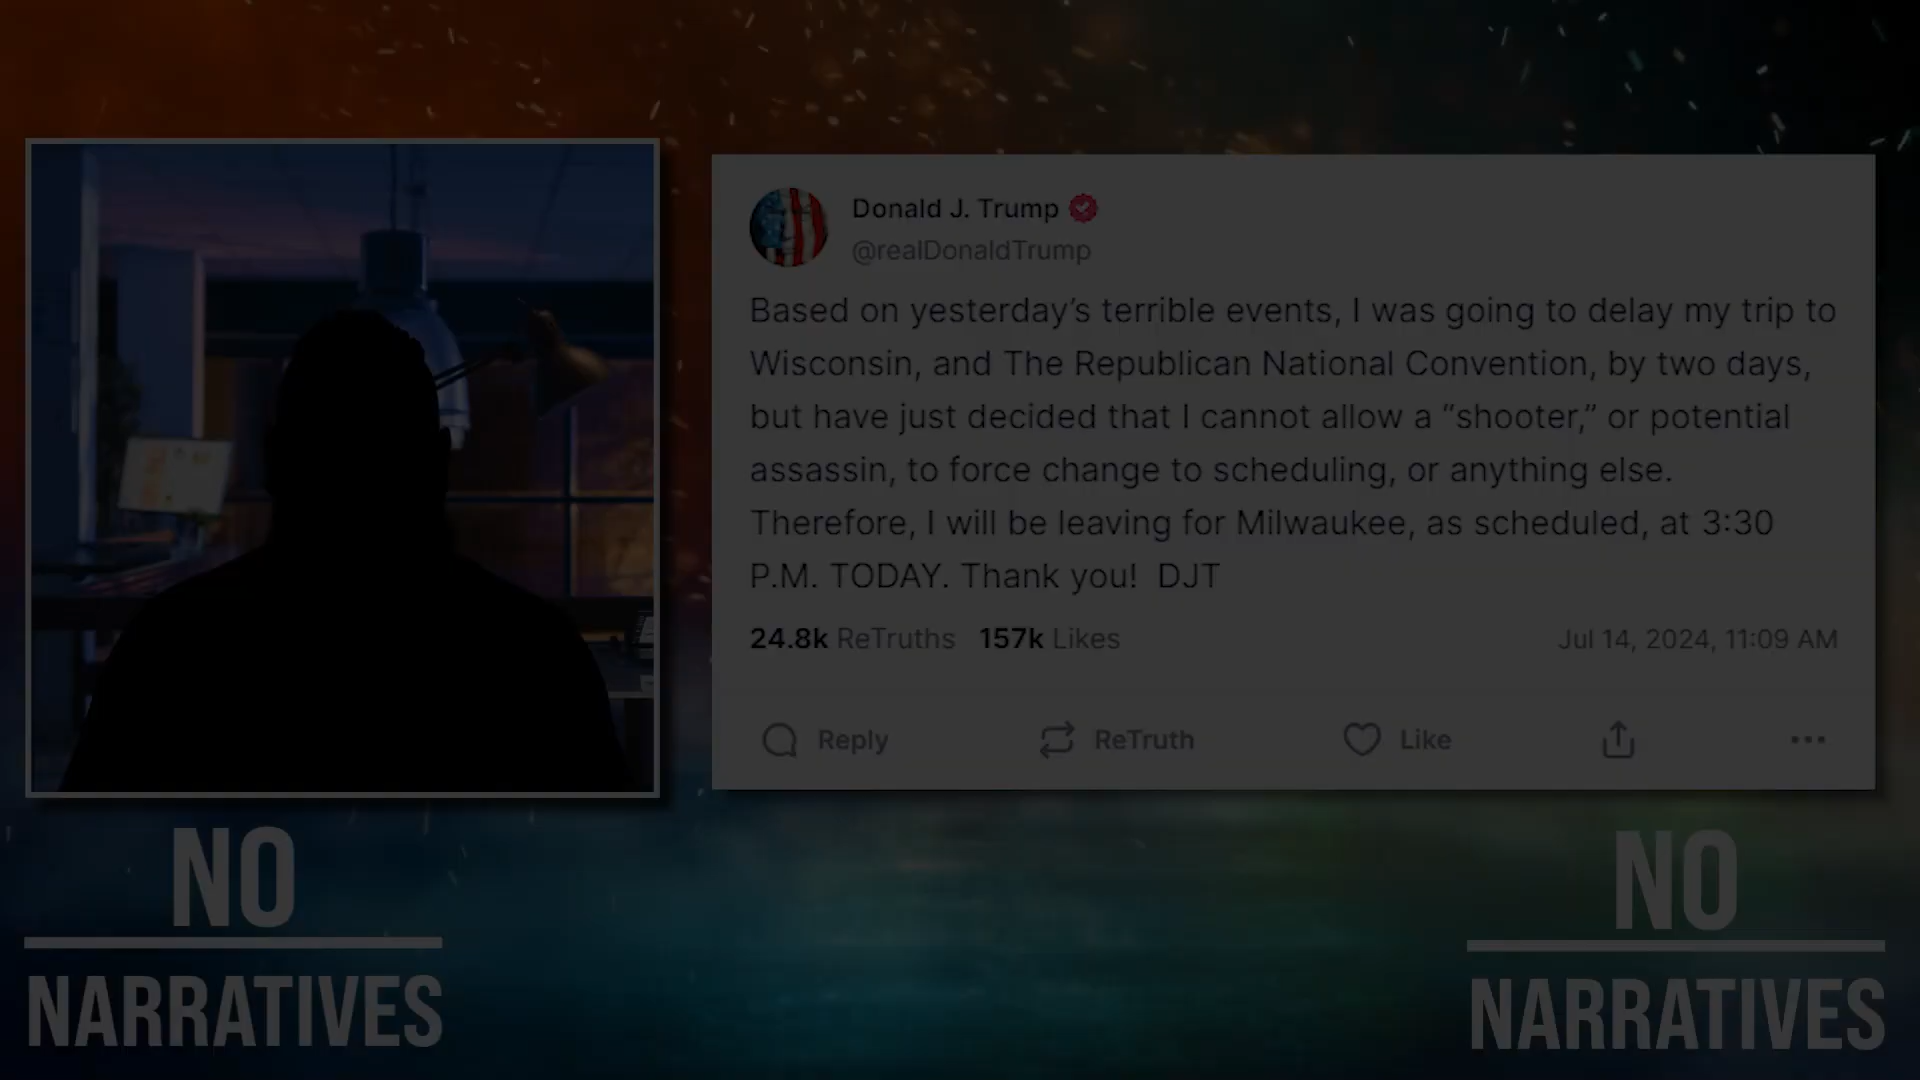 Donald J. Trump
@realDonaldTrump
Based on yesterday’s terrible events, I was going to delay my trip to
Wisconsin, and The Republican National Convention, by two days,
but have just decided that I cannot allow a “shooter,” or potential
assassin, to force change to scheduling, or anything else.
Therefore, I will be leaving for Milwaukee, as scheduled, at 3:30
P.M. TODAY. Thank you!  DJT
24.8k ReTruths 157k Likes Jul 14, 2024, 11:09 AM
Reply ReTruth Like
NO
NARRATIVES
NO
NARRATIVES